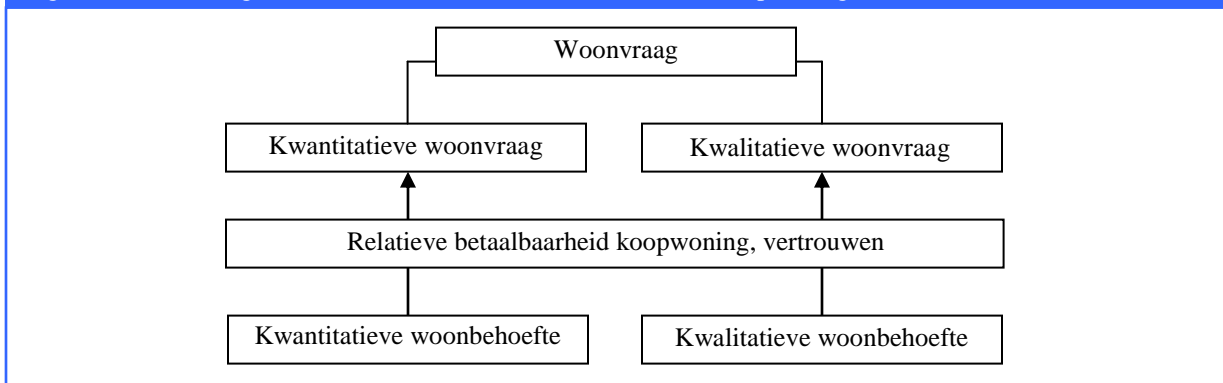 Woonvraag
Kwantitatieve woonvraag
Kwalitatieve woonvraag
Relatieve betaalbaarheid koopwoning, vertrouwen
Kwantitatieve woonbehoefte
Kwalitatieve woonbehoefte